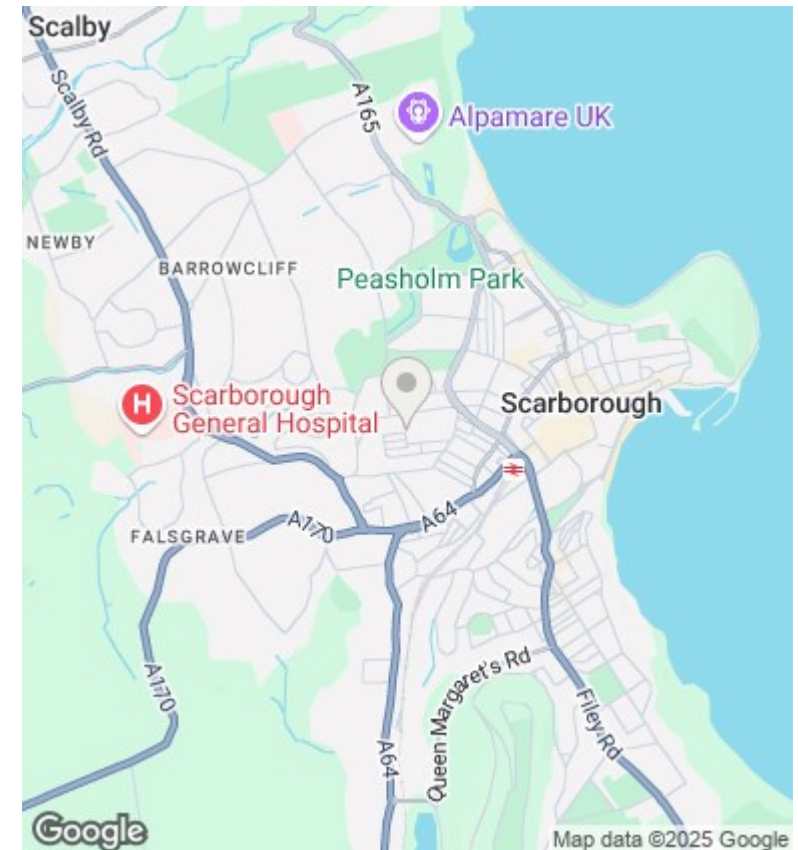 Scalby
Scalby Rd
A165
Alpamare UK
NEWBY
BARROWCLIFF
Peasholm Park
H
Scarborough
General Hospital
Scarborough
FALSGRAVE
A170
A64
A170
Queen Margaret's Rd
Filey Rd
A64
Google
Map data ©2025 Google